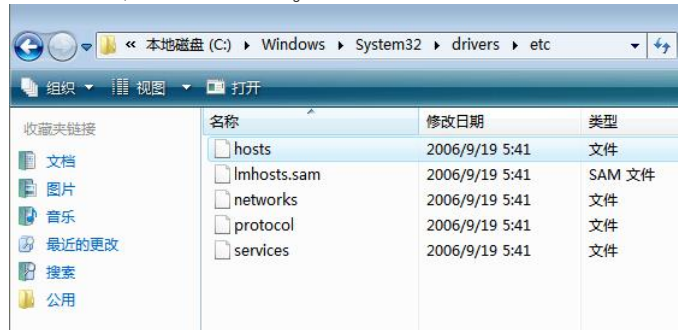 « 本地磁盘 (C:) ▸ Windows ▸ System32 ▸ drivers ▸ etc
组织 视图 打开
收藏夹链接
文档
图片
音乐
最近的更改
搜索
公用
名称 修改日期 类型
hosts 2006/9/19 5:41 文件
lmhosts.sam 2006/9/19 5:41 SAM 文件
networks 2006/9/19 5:41 文件
protocol 2006/9/19 5:41 文件
services 2006/9/19 5:41 文件